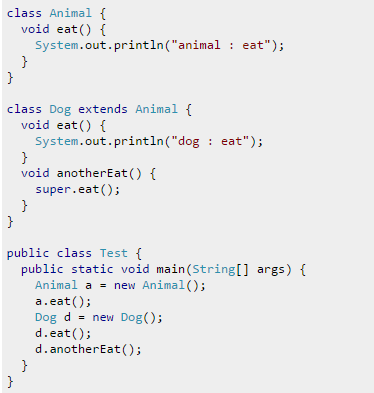 class Animal {
  void eat() {
    System.out.println("animal : eat");
  }
}

class Dog extends Animal {
  void eat() {
    System.out.println("dog : eat");
  }
  void anotherEat() {
    super.eat();
  }
}

public class Test {
  public static void main(String[] args) {
    Animal a = new Animal();
    a.eat();
    Dog d = new Dog();
    d.eat();
    d.anotherEat();
  }
}